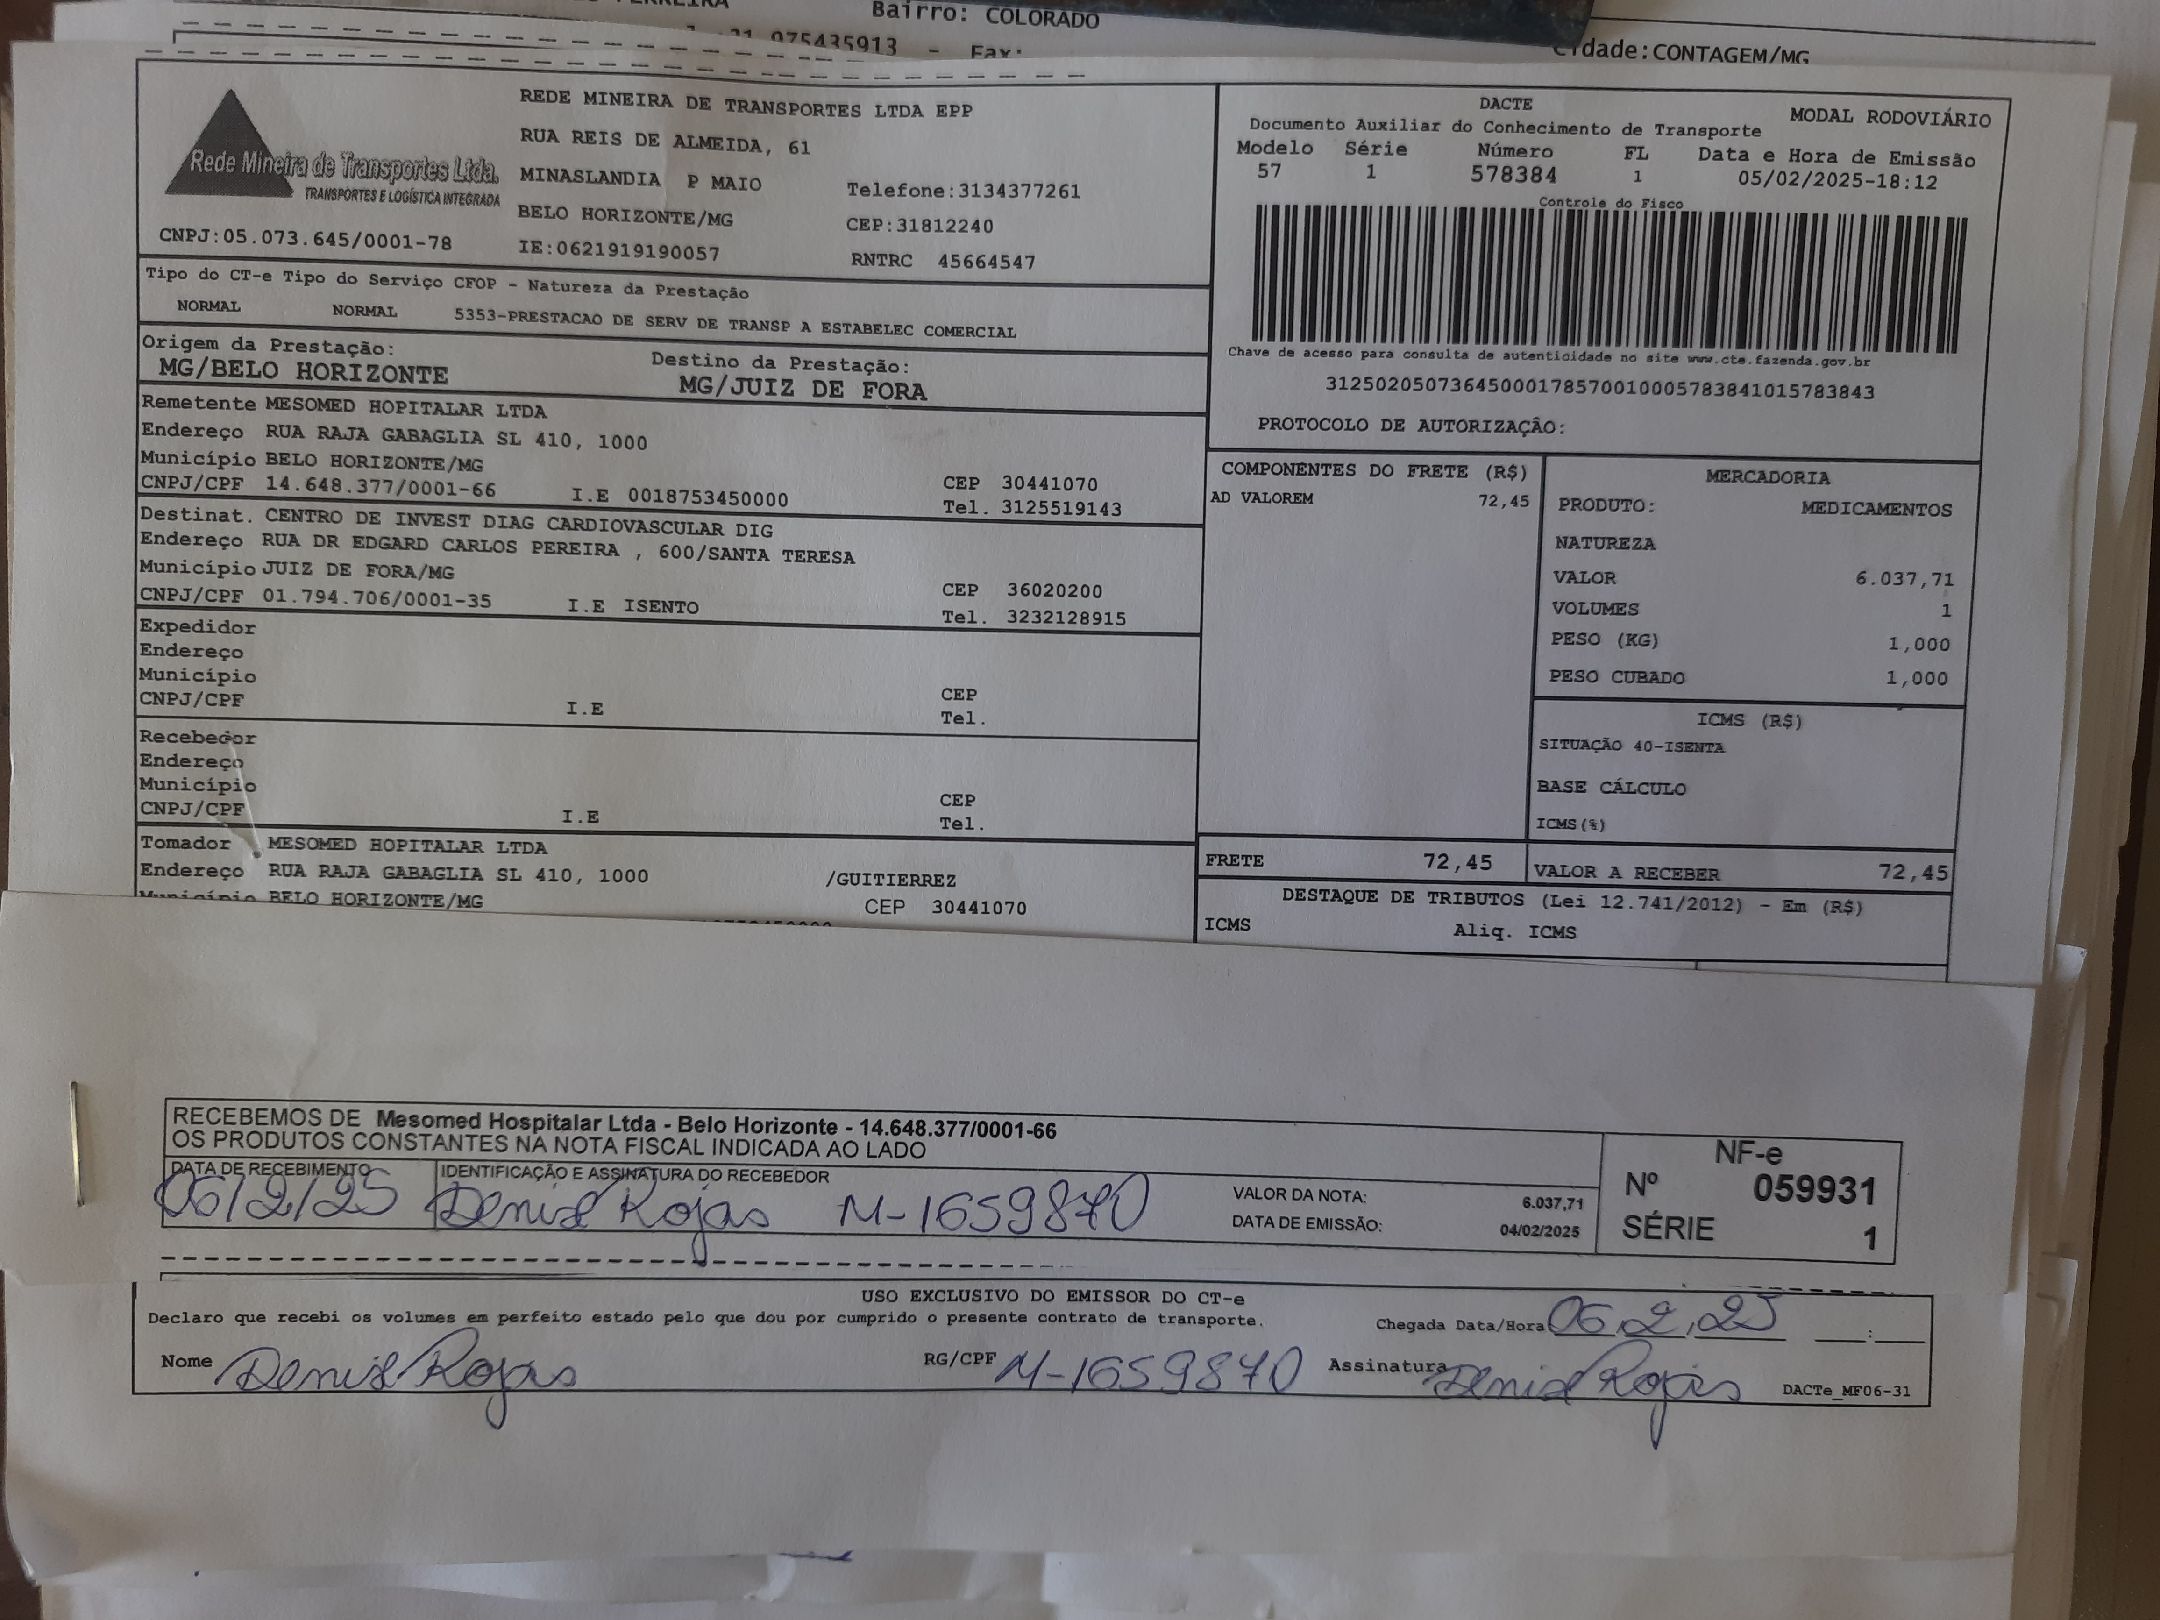 Bairro: COLORADO
31 975435913 - Fax:
Cidade:CONTAGEM/MG
Rede Mineira de Transportes Ltda.
TRANSPORTES E LOGÍSTICA INTEGRADA
CNPJ:05.073.645/0001-78
REDE MINEIRA DE TRANSPORTES LTDA EPP
RUA REIS DE ALMEIDA, 61
MINASLANDIA P MAIO Telefone:3134377261
BELO HORIZONTE/MG CEP:31812240
IE:0621919190057 RNTRC 45664547
DACTE MODAL RODOVIÁRIO
Documento Auxiliar do Conhecimento de Transporte
Modelo Série Número FL Data e Hora de Emissão
57 1 578384 1 05/02/2025-18:12
Controle do Fisco
Chave de acesso para consulta de autenticidade no site www.cte.fazenda.gov.br
31250205073645000178570010005783841015783843
PROTOCOLO DE AUTORIZAÇÃO:
Tipo do CT-e Tipo do Serviço CFOP - Natureza da Prestação
NORMAL NORMAL 5353-PRESTACAO DE SERV DE TRANSP A ESTABELEC COMERCIAL
Origem da Prestação: Destino da Prestação:
MG/BELO HORIZONTE MG/JUIZ DE FORA
Remetente MESOMED HOPITALAR LTDA
Endereço RUA RAJA GABAGLIA SL 410, 1000
Município BELO HORIZONTE/MG CEP 30441070
CNPJ/CPF 14.648.377/0001-66 I.E 0018753450000 Tel. 3125519143
Destinat. CENTRO DE INVEST DIAG CARDIOVASCULAR DIG
Endereço RUA DR EDGARD CARLOS PEREIRA , 600/SANTA TERESA
Município JUIZ DE FORA/MG CEP 36020200
CNPJ/CPF 01.794.706/0001-35 I.E ISENTO Tel. 3232128915
Expedidor
Endereço
Município CEP
CNPJ/CPF I.E Tel.
Recebedor
Endereço
Município CEP
CNPJ/CPF I.E Tel.
Tomador MESOMED HOPITALAR LTDA
Endereço RUA RAJA GABAGLIA SL 410, 1000 /GUITIERREZ
Município BELO HORIZONTE/MG CEP 30441070
COMPONENTES DO FRETE (R$)
AD VALOREM 72,45
MERCADORIA
PRODUTO: MEDICAMENTOS
NATUREZA
VALOR 6.037,71
VOLUMES 1
PESO (KG) 1,000
PESO CUBADO 1,000
ICMS (R$)
SITUAÇÃO 40-ISENTA
BASE CÁLCULO
ICMS(%)
FRETE 72,45 VALOR A RECEBER 72,45
DESTAQUE DE TRIBUTOS (Lei 12.741/2012) - Em (R$)
ICMS Aliq. ICMS
RECEBEMOS DE Mesomed Hospitalar Ltda - Belo Horizonte - 14.648.377/0001-66
OS PRODUTOS CONSTANTES NA NOTA FISCAL INDICADA AO LADO
DATA DE RECEBIMENTO IDENTIFICAÇÃO E ASSINATURA DO RECEBEDOR
06/2/25 Denise Rojas M-1659870
VALOR DA NOTA: 6.037,71
DATA DE EMISSÃO: 04/02/2025
NF-e
Nº 059931
SÉRIE 1
USO EXCLUSIVO DO EMISSOR DO CT-e
Declaro que recebi os volumes em perfeito estado pelo que dou por cumprido o presente contrato de transporte. Chegada Data/Hora 06,2,25 :
Nome Denise Rojas RG/CPF M-1659870 Assinatura Denise Rojas DACTe_MF06-31